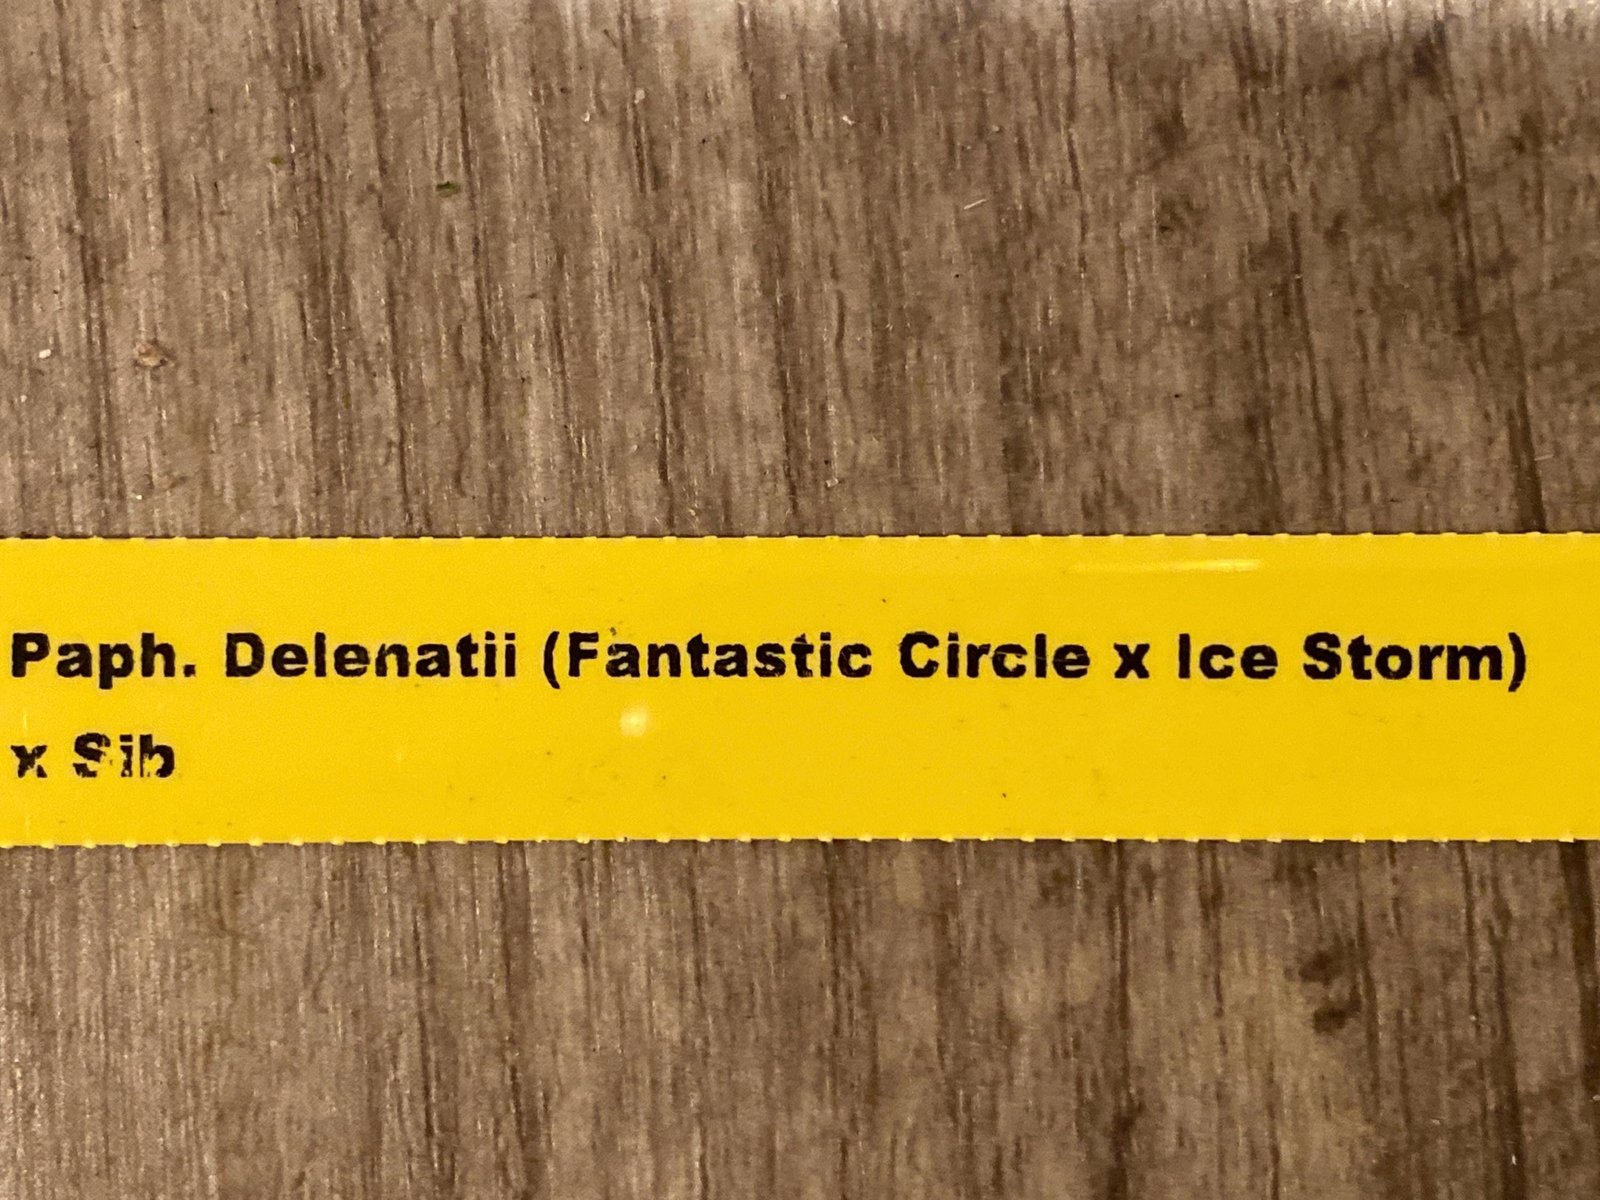 Paph. Delenatii (Fantastic Circle x Ice Storm)
x Sib